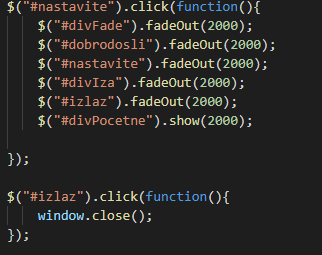 $("#nastavite").click(function(){
$("#divFade").fadeOut(2000);
$("#dobrodosli").fadeOut(2000);
$("#nastavite").fadeOut(2000);
$("#divIza").fadeOut(2000);
$("#izlaz").fadeOut(2000);
$("#divPocetne").show(2000);
});
$("#izlaz").click(function(){
window.close();
});